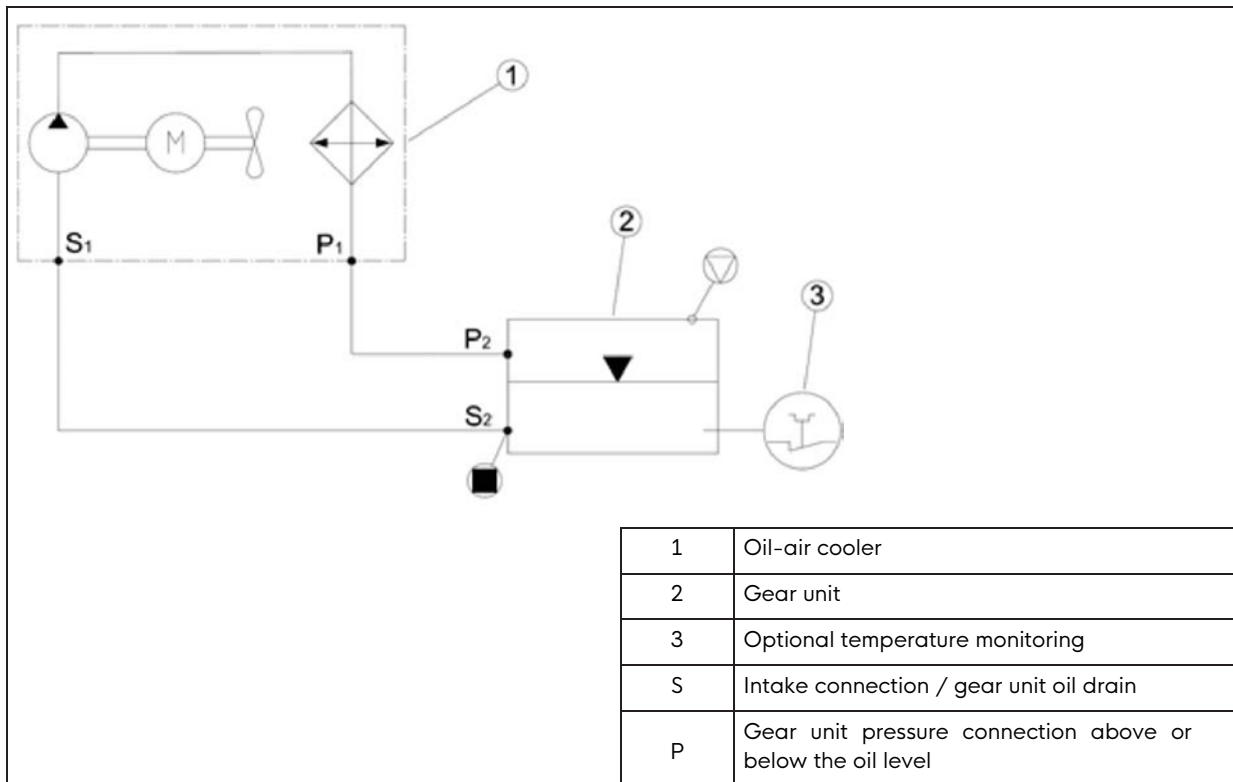 1
M
S1
P1
2
3
P2
S2
1 Oil-air cooler
2 Gear unit
3 Optional temperature monitoring
S Intake connection / gear unit oil drain
P Gear unit pressure connection above or
below the oil level